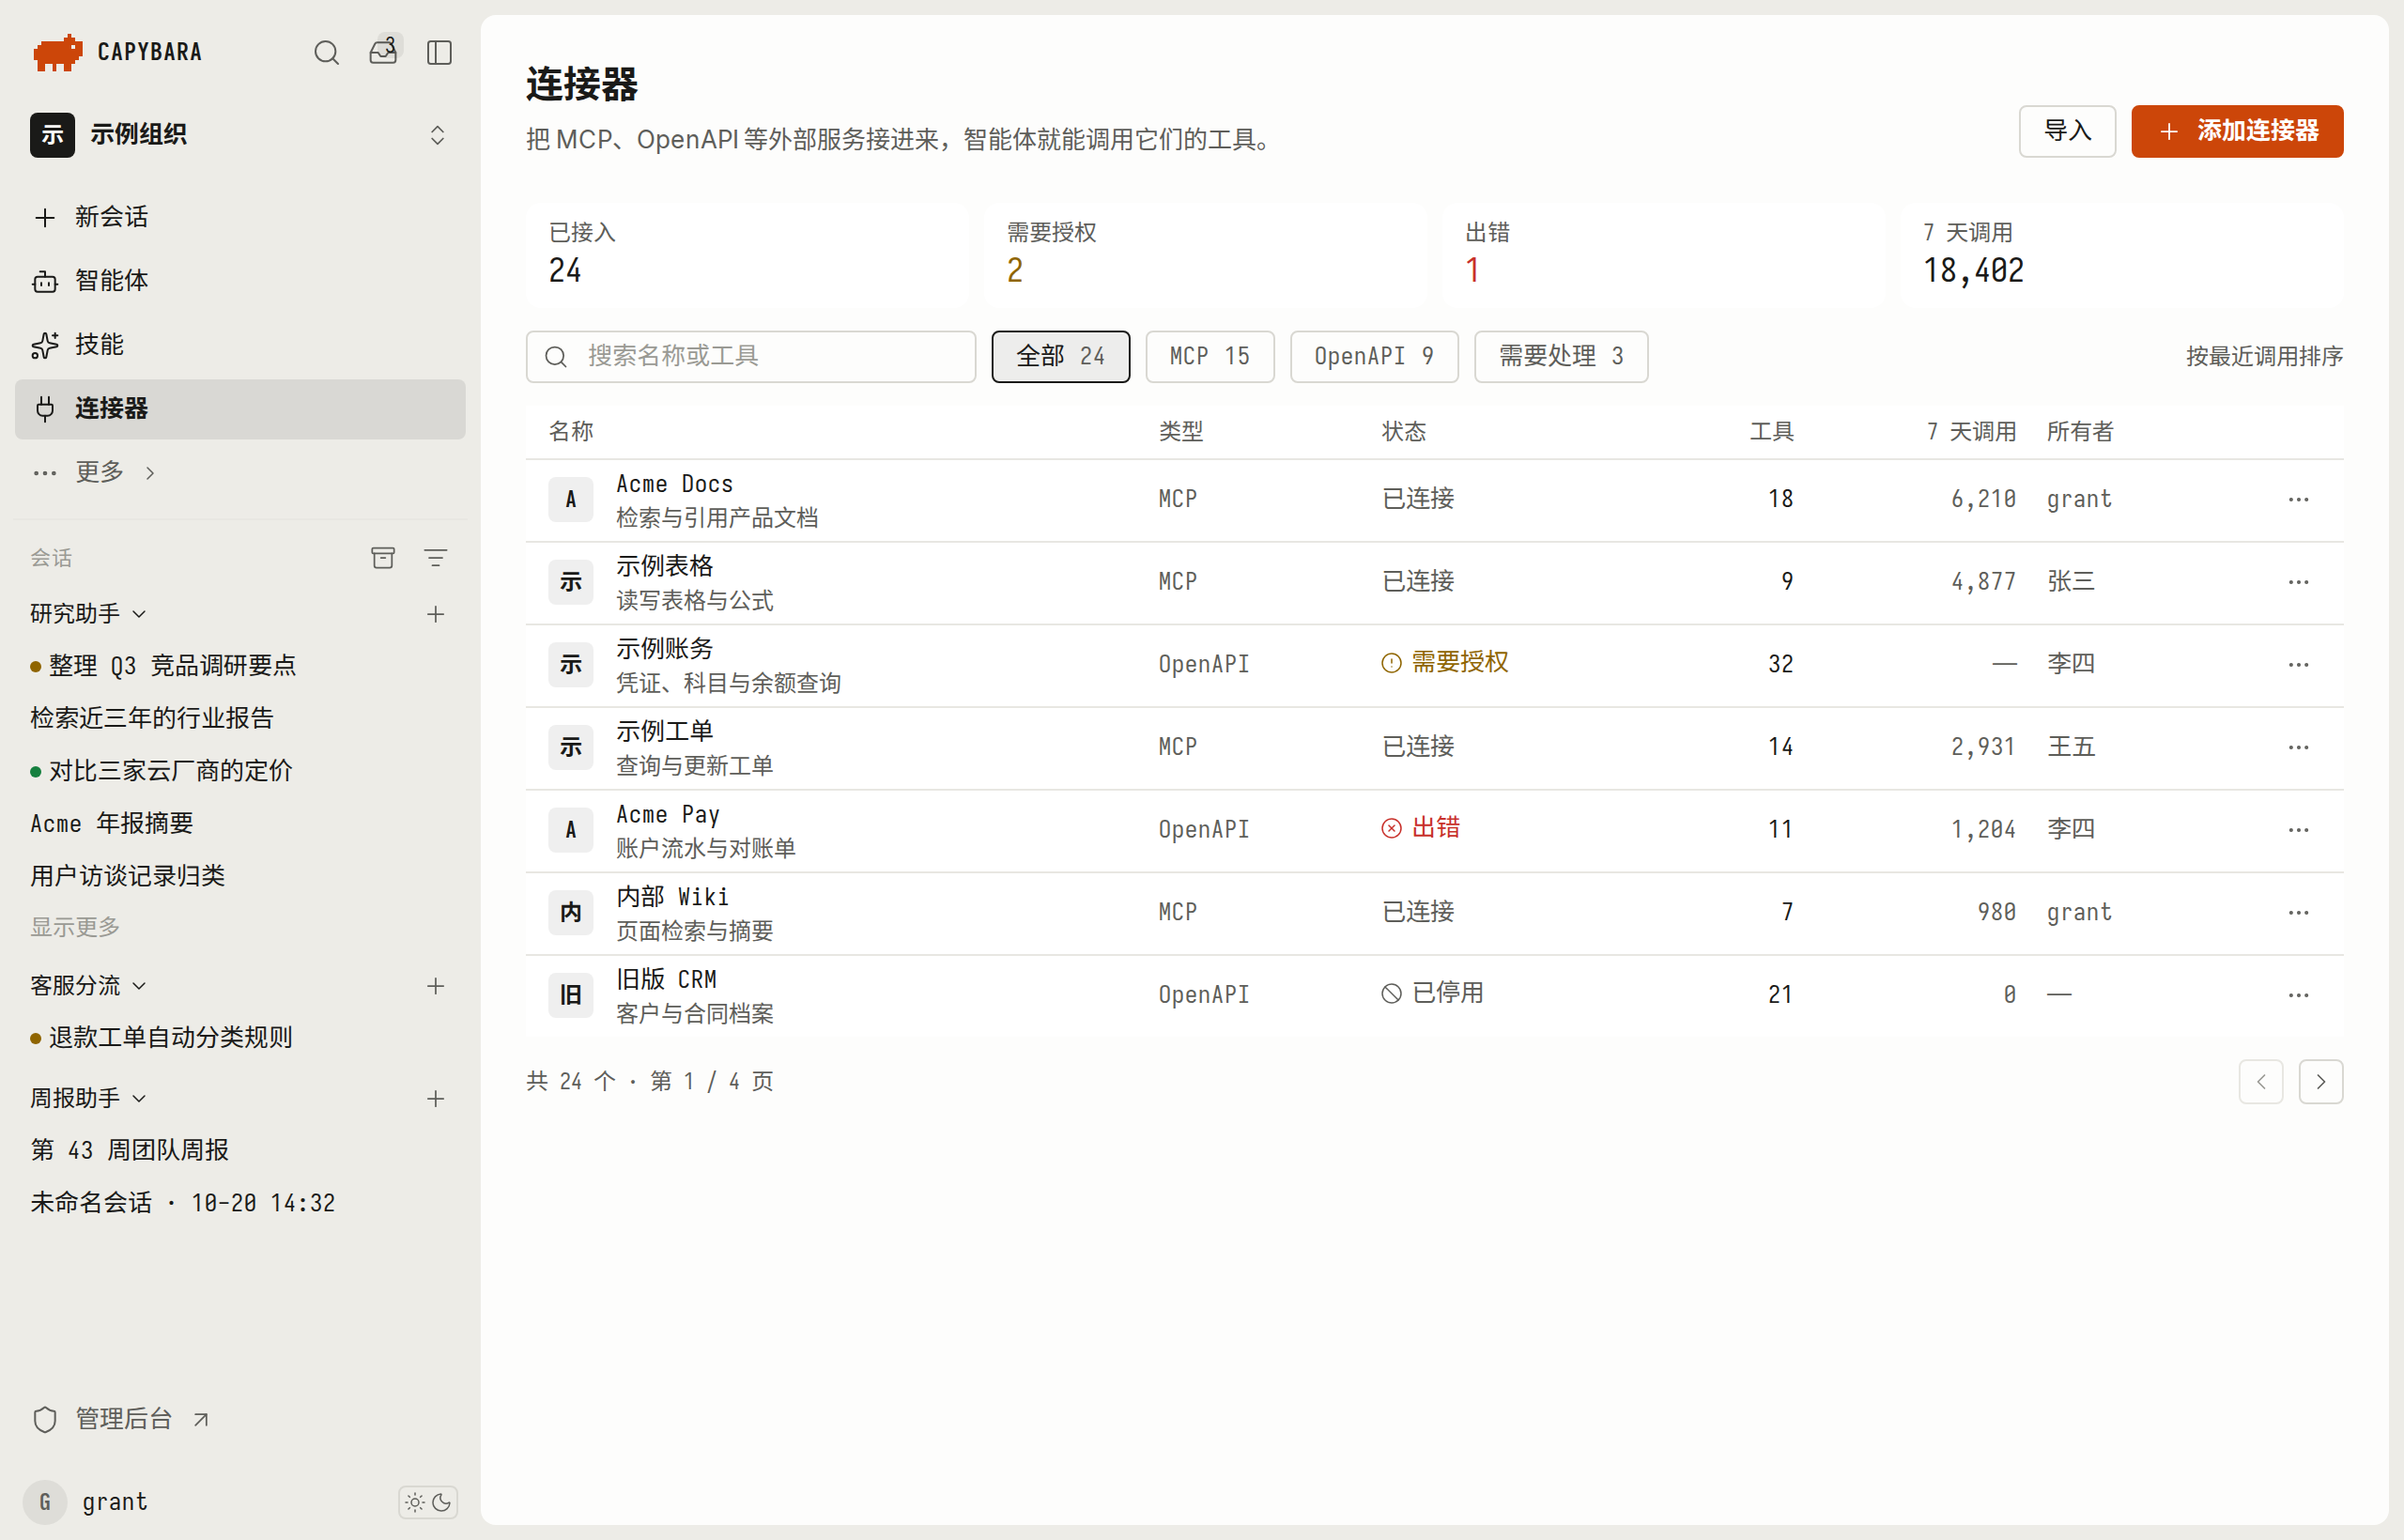 CAPYBARA
3
示 示例组织
新会话
智能体
技能
连接器
更多
会话
研究助手
整理 Q3 竞品调研要点
检索近三年的行业报告
对比三家云厂商的定价
Acme 年报摘要
用户访谈记录归类
显示更多
客服分流
退款工单自动分类规则
周报助手
第 43 周团队周报
未命名会话 · 10-20 14:32
管理后台
G grant
连接器
把 MCP、OpenAPI 等外部服务接进来，智能体就能调用它们的工具。
导入 添加连接器
已接入 需要授权 出错 7 天调用
24 2 1 18,402
搜索名称或工具 全部 24 MCP 15 OpenAPI 9 需要处理 3 按最近调用排序
名称 类型 状态 工具 7 天调用 所有者
A Acme Docs MCP 已连接 18 6,210 grant
检索与引用产品文档
示 示例表格 MCP 已连接 9 4,877 张三
读写表格与公式
示 示例账务 OpenAPI 需要授权 32 — 李四
凭证、科目与余额查询
示 示例工单 MCP 已连接 14 2,931 王五
查询与更新工单
A Acme Pay OpenAPI 出错 11 1,204 李四
账户流水与对账单
内 内部 Wiki MCP 已连接 7 980 grant
页面检索与摘要
旧 旧版 CRM OpenAPI 已停用 21 0 —
客户与合同档案
共 24 个 · 第 1 / 4 页